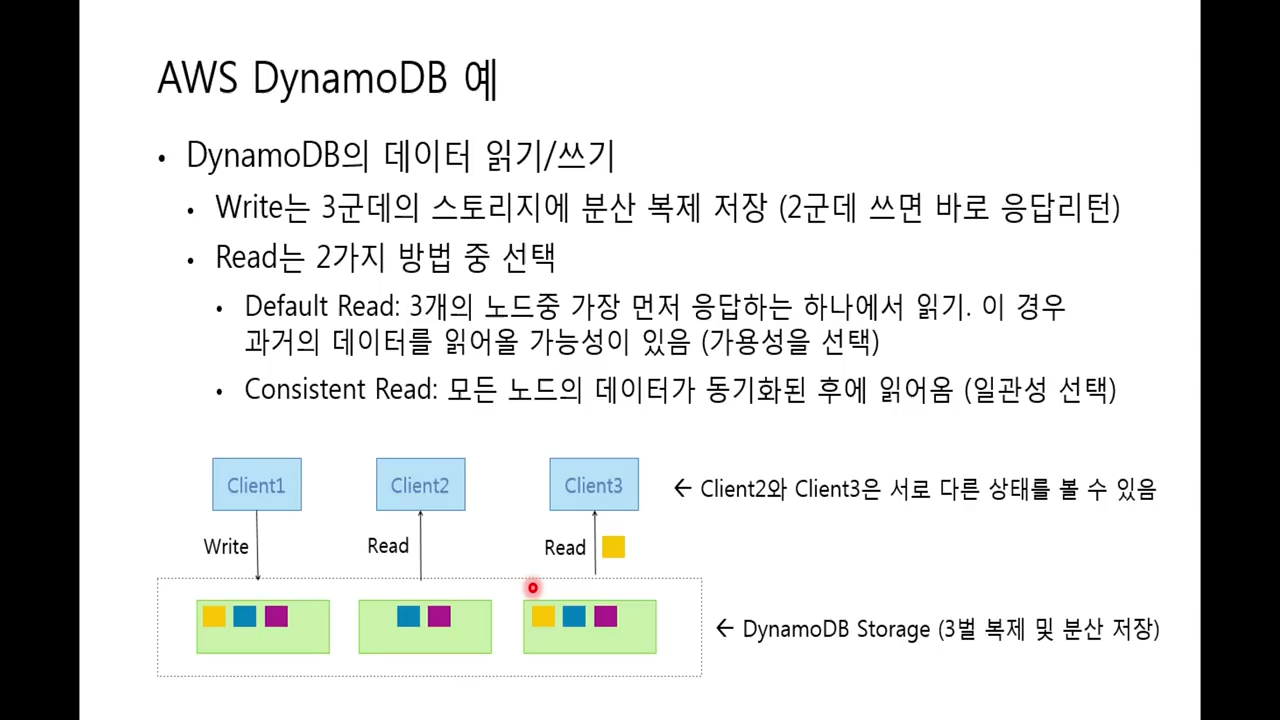 AWS DynamoDB 예
• DynamoDB의 데이터 읽기/쓰기
• Write는 3군데의 스토리지에 분산 복제 저장 (2군데 쓰면 바로 응답리턴)
• Read는 2가지 방법 중 선택
• Default Read: 3개의 노드중 가장 먼저 응답하는 하나에서 읽기. 이 경우
과거의 데이터를 읽어올 가능성이 있음 (가용성을 선택)
• Consistent Read: 모든 노드의 데이터가 동기화된 후에 읽어옴 (일관성 선택)
Client1
Client2
Client3
← Client2와 Client3은 서로 다른 상태를 볼 수 있음
Write
Read
Read
← DynamoDB Storage (3벌 복제 및 분산 저장)